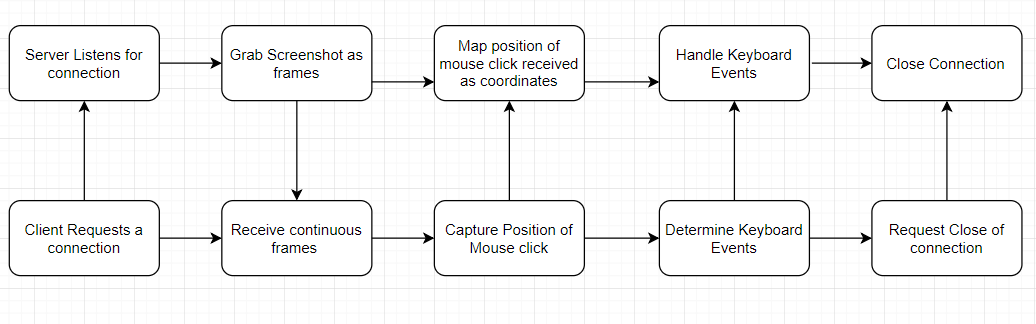 Server Listens for
connection
Grab Screenshot as
frames
Map position of
mouse click received
as coordinates
Handle Keyboard
Events
Close Connection
Client Requests a
connection
Receive continuous
frames
Capture Position of
Mouse click
Determine Keyboard
Events
Request Close of
connection